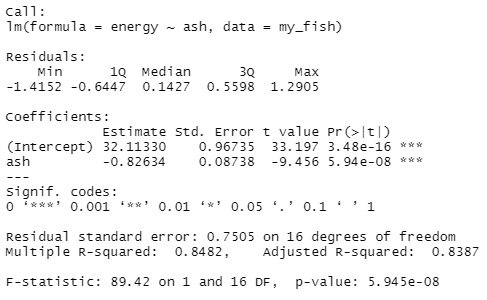 Call:
lm(formula = energy ~ ash, data = my_fish)
Residuals:
Min 1Q Median 3Q Max
-1.4152 -0.6447 0.1427 0.5598 1.2905
Coefficients:
Estimate Std. Error t value Pr(>|t|)
(Intercept) 32.11330 0.96735 33.197 3.48e-16 ***
ash -0.82634 0.08738 -9.456 5.94e-08 ***
---
Signif. codes:
0 ‘***’ 0.001 ‘**’ 0.01 ‘*’ 0.05 ‘.’ 0.1 ‘ ’ 1
Residual standard error: 0.7505 on 16 degrees of freedom
Multiple R-squared: 0.8482, Adjusted R-squared: 0.8387
F-statistic: 89.42 on 1 and 16 DF, p-value: 5.945e-08